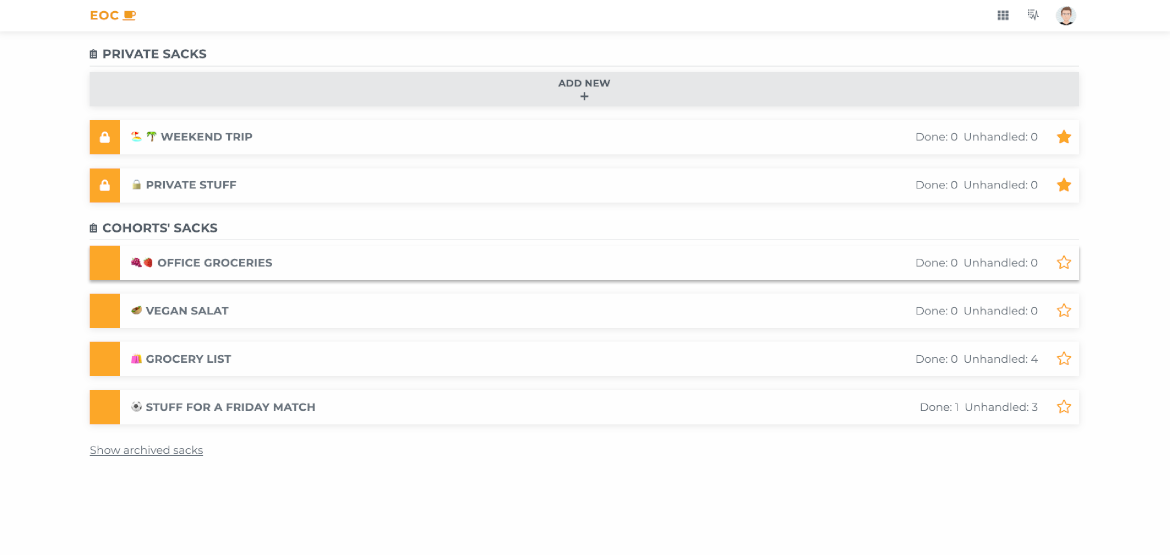 EOC
PRIVATE SACKS
ADD NEW
+
WEEKEND TRIP Done: 0 Unhandled: 0
PRIVATE STUFF Done: 0 Unhandled: 0
COHORTS' SACKS
OFFICE GROCERIES Done: 0 Unhandled: 0
VEGAN SALAT Done: 0 Unhandled: 0
GROCERY LIST Done: 0 Unhandled: 4
STUFF FOR A FRIDAY MATCH Done: 1 Unhandled: 3
Show archived sacks